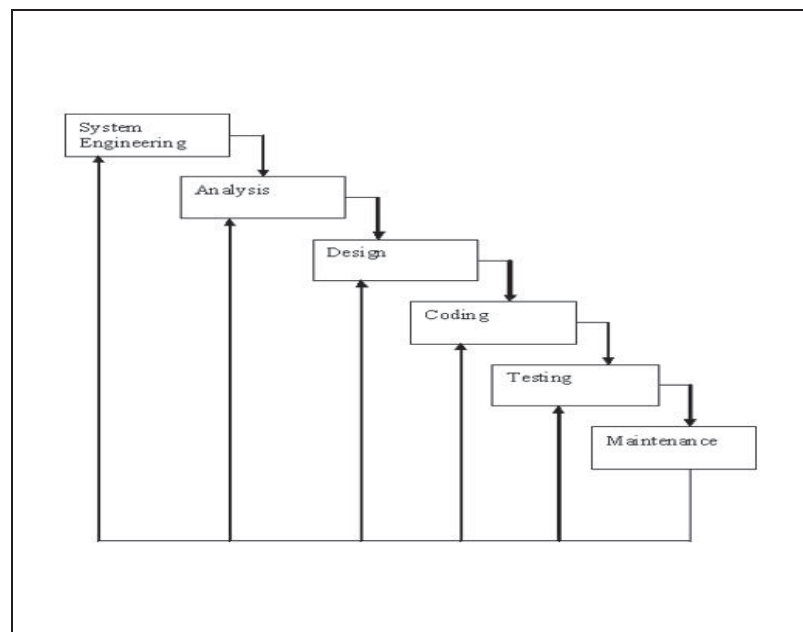 System
Engineering
Analysis
Design
Coding
Testing
Maintenance